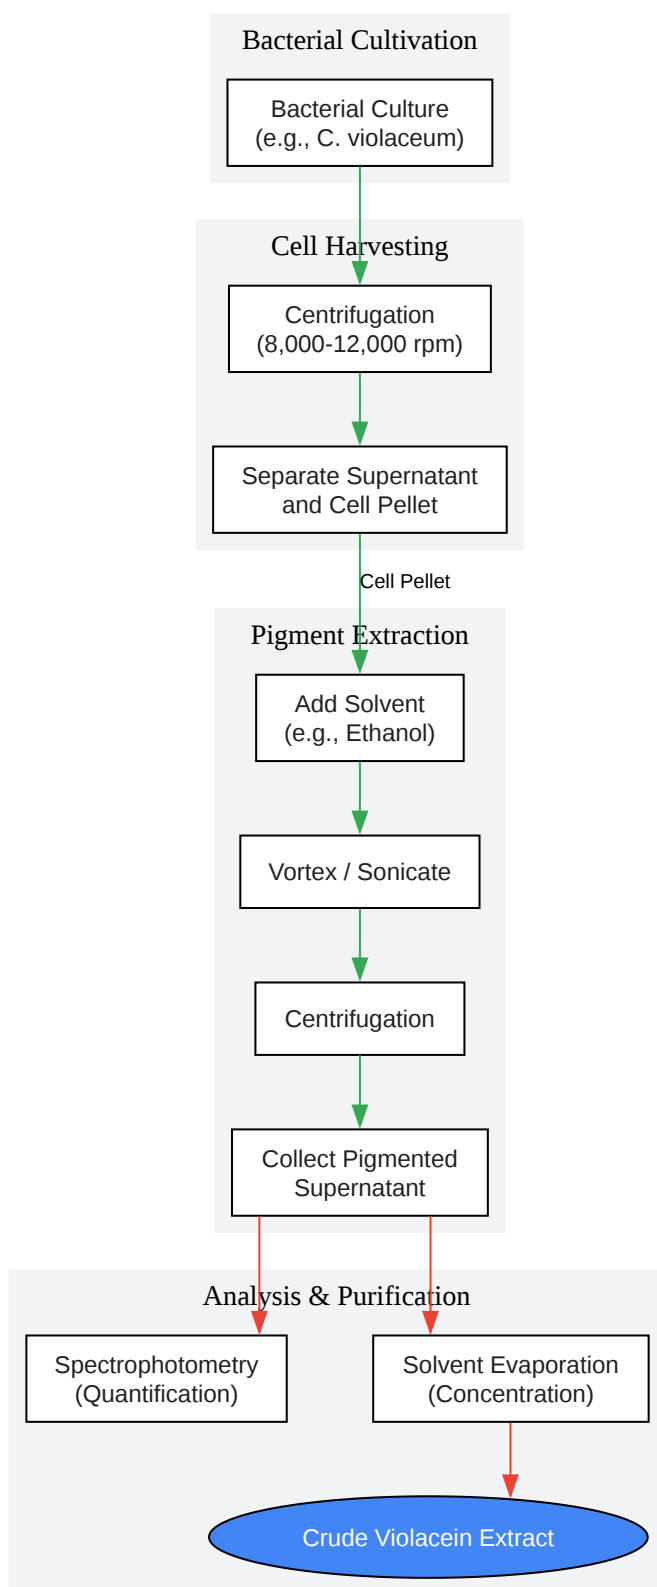 Bacterial Cultivation
Bacterial Culture
(e.g., C. violaceum)
Cell Harvesting
Centrifugation
(8,000-12,000 rpm)
Separate Supernatant
and Cell Pellet
Cell Pellet
Pigment Extraction
Add Solvent
(e.g., Ethanol)
Vortex / Sonicate
Centrifugation
Collect Pigmented
Supernatant
Analysis & Purification
Spectrophotometry
(Quantification)
Solvent Evaporation
(Concentration)
Crude Violacein Extract